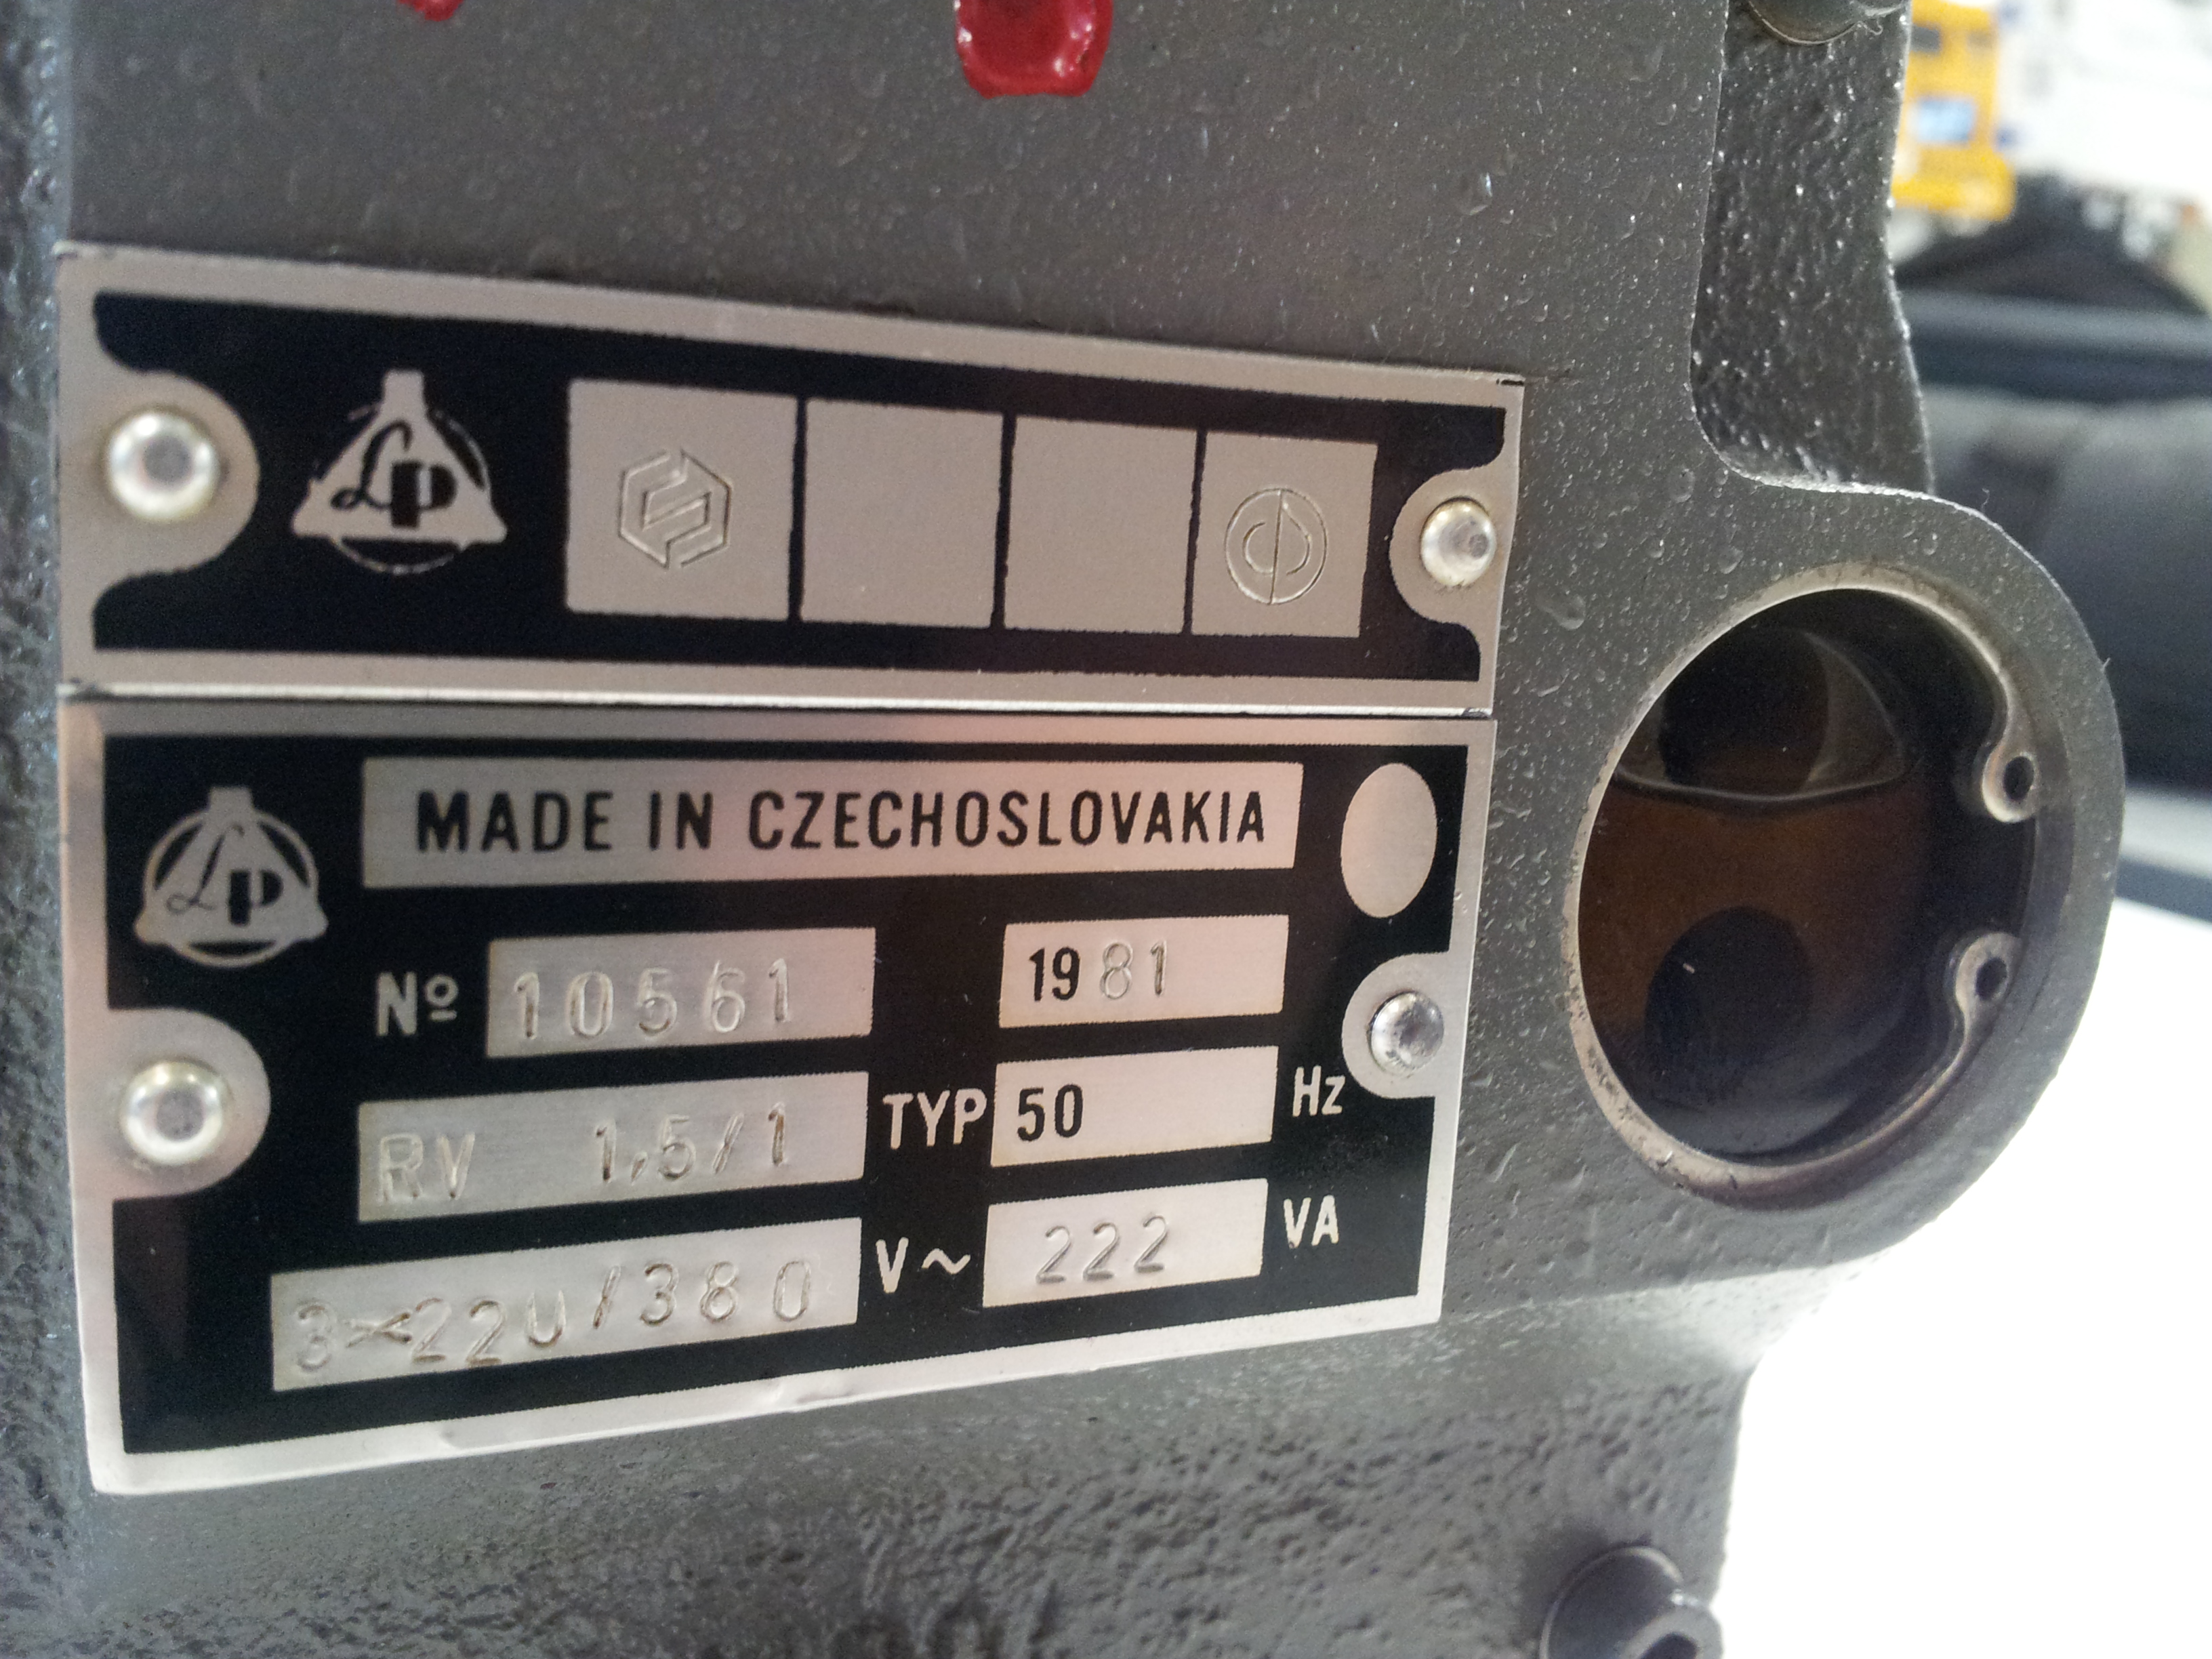 Lp
Lp
MADE IN CZECHOSLOVAKIA
Nº 10561 1981
RV 1,5/1 TYP 50 Hz
3×220/380 V~ 222 VA